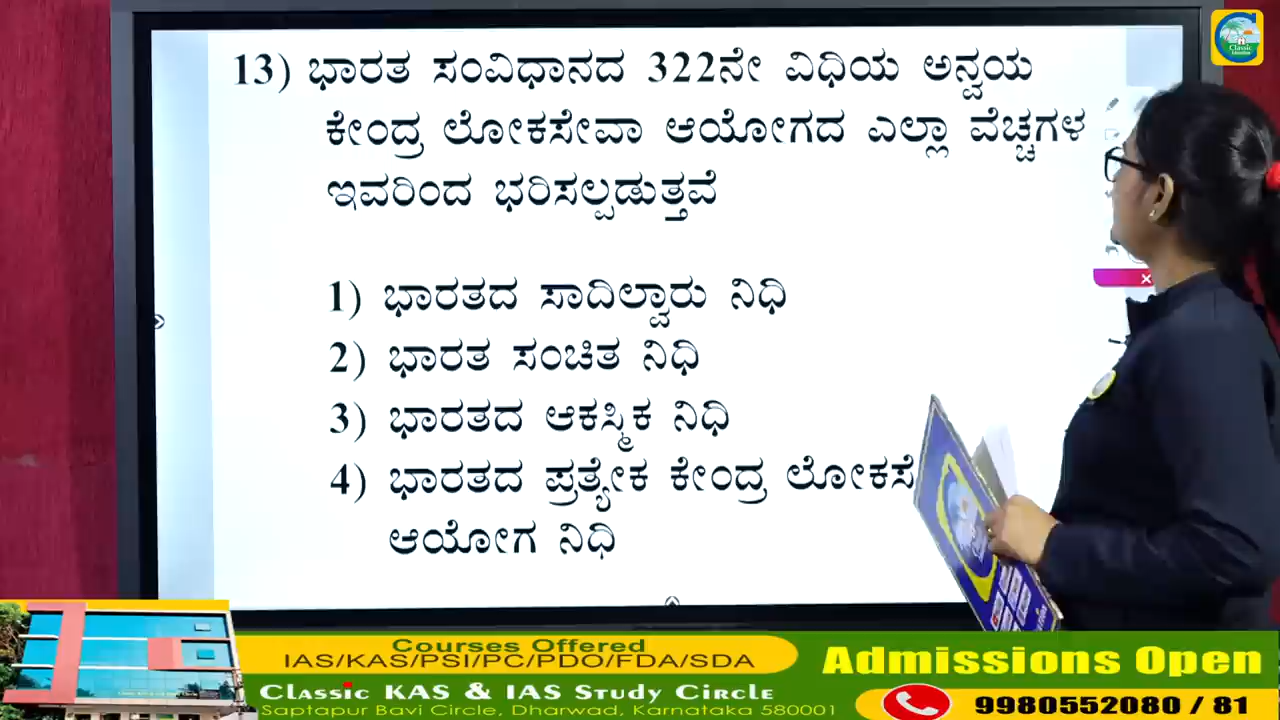 Classic
Education
13) ಭಾರತ ಸಂವಿಧಾನದ 322ನೇ ವಿಧಿಯ ಅನ್ವಯ
ಕೇಂದ್ರ ಲೋಕಸೇವಾ ಆಯೋಗದ ಎಲ್ಲಾ ವೆಚ್ಚಗಳ
ಇವರಿಂದ ಭರಿಸಲ್ಪಡುತ್ತವೆ
1) ಭಾರತದ ಸಾದಿಲ್ವಾರು ನಿಧಿ
2) ಭಾರತ ಸಂಚಿತ ನಿಧಿ
3) ಭಾರತದ ಆಕಸ್ಮಿಕ ನಿಧಿ
4) ಭಾರತದ ಪ್ರತ್ಯೇಕ ಕೇಂದ್ರ ಲೋಕಸೆ
ಆಯೋಗ ನಿಧಿ
Courses Offered
IAS/KAS/PSI/PC/PDO/FDA/SDA
Classic KAS & IAS Study Circle
Saptapur Bavi Circle, Dharwad, Karnataka 580001
Admissions Open
9980552080 / 81